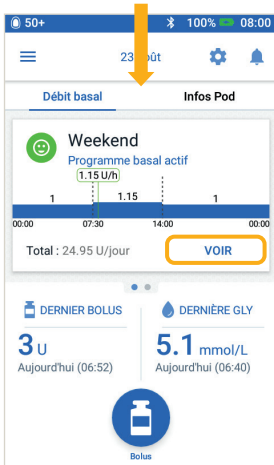 50+ 100% 08:00
23 août
Débit basal Infos Pod
Weekend
Programme basal actif
1.15 U/h
1 1.15 1
00:00 07:30 14:00 00:00
Total : 24.95 U/jour VOIR
DERNIER BOLUS DERNIÈRE GLY
3 U 5.1 mmol/L
Aujourd'hui (06:52) Aujourd'hui (06:40)
Bolus